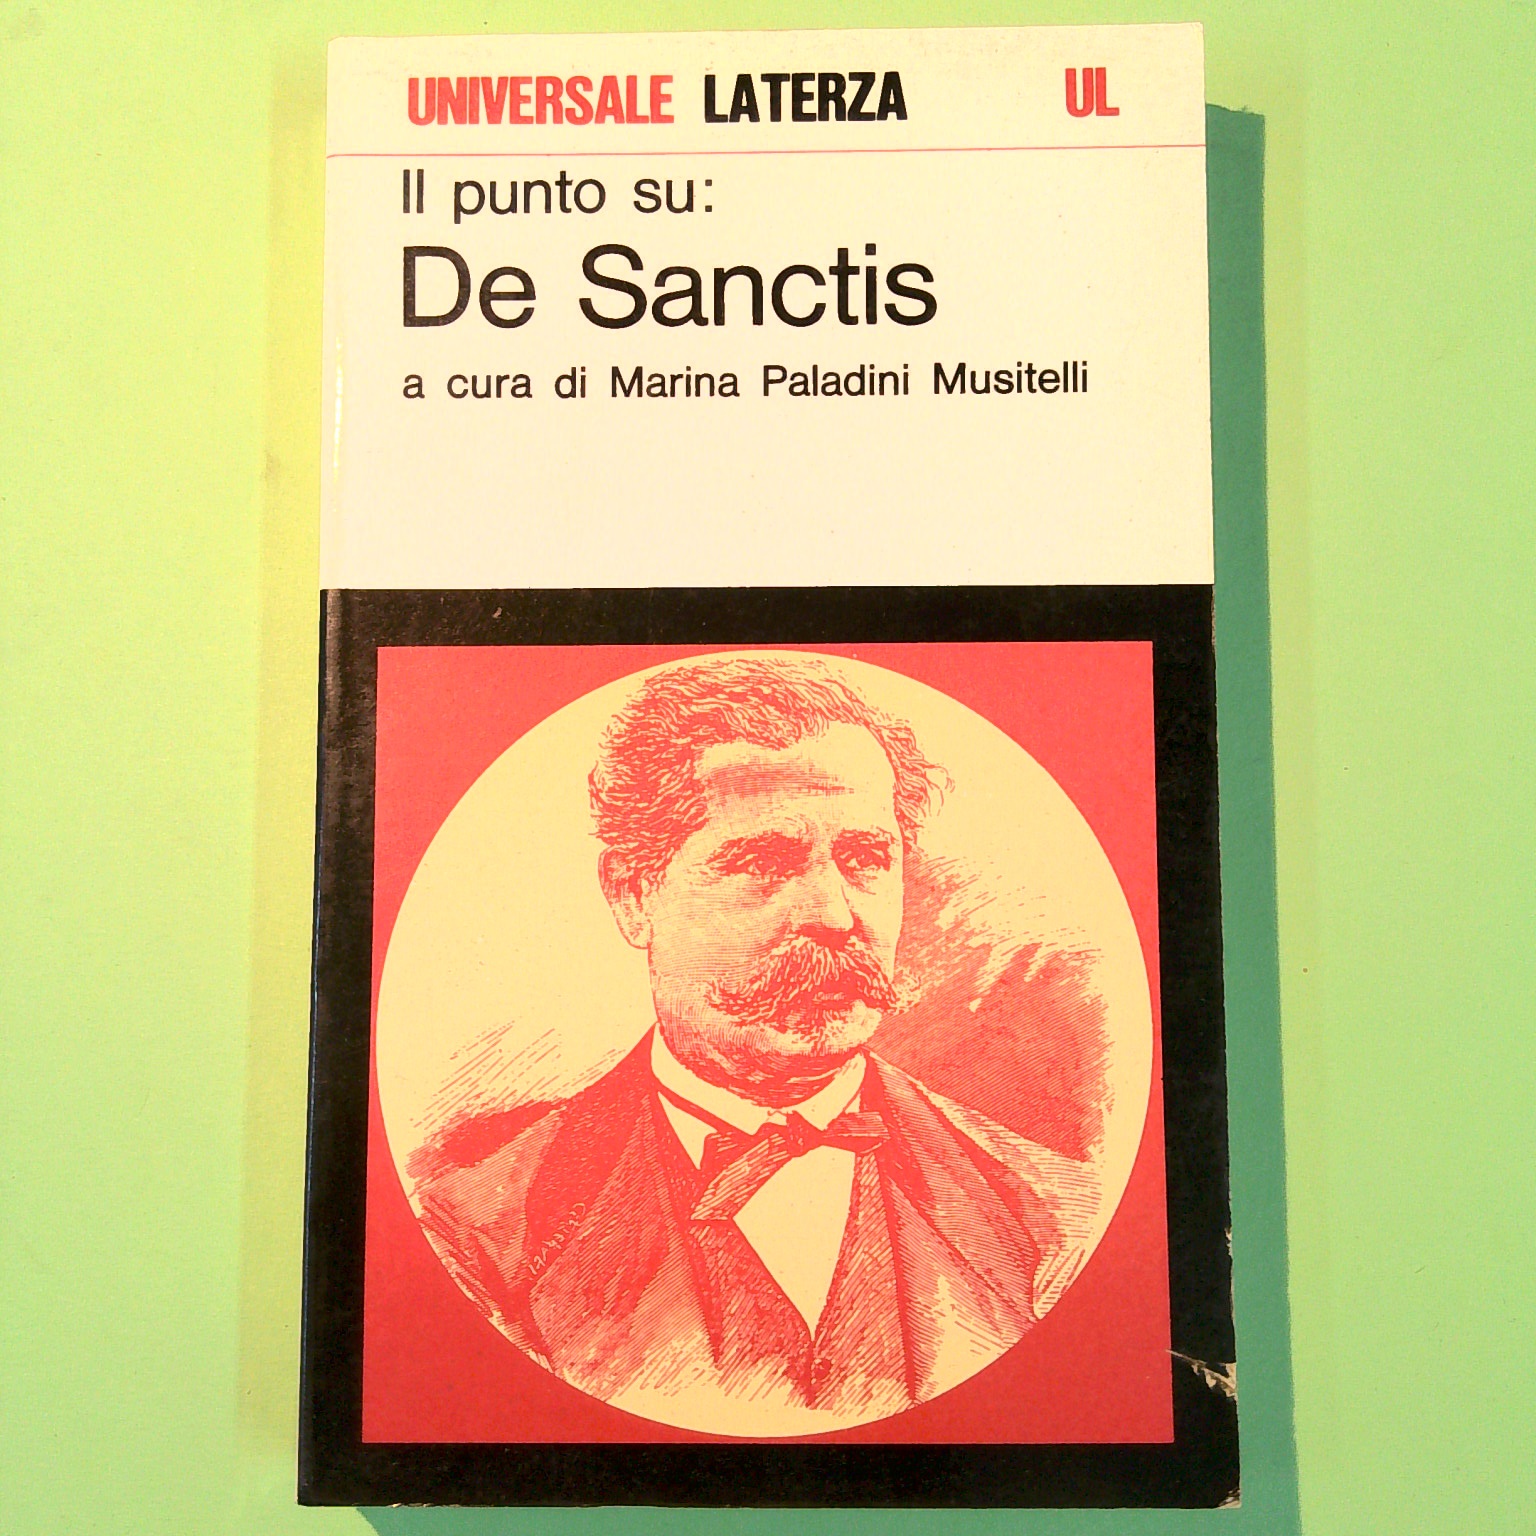 UNIVERSALE LATERZA UL
Il punto su:
De Sanctis
a cura di Marina Paladini Musitelli